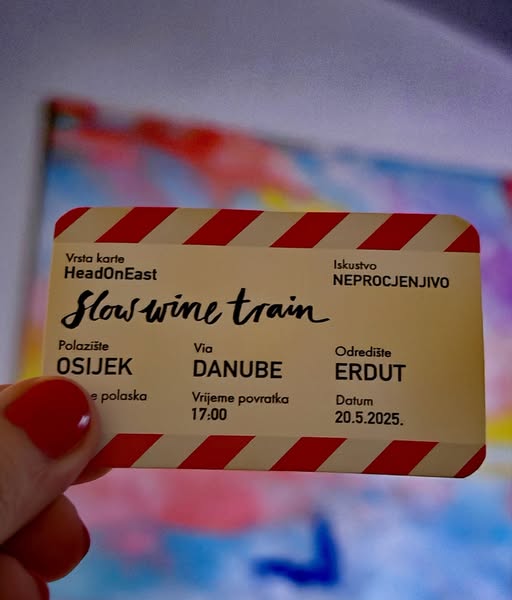 Vrsta karte
HeadOnEast
Iskustvo
NEPROCJENJIVO
Slow wine train
Polazište
OSIJEK
Via
DANUBE
Odredište
ERDUT
e polaska
Vrijeme povratka
17:00
Datum
20.5.2025.